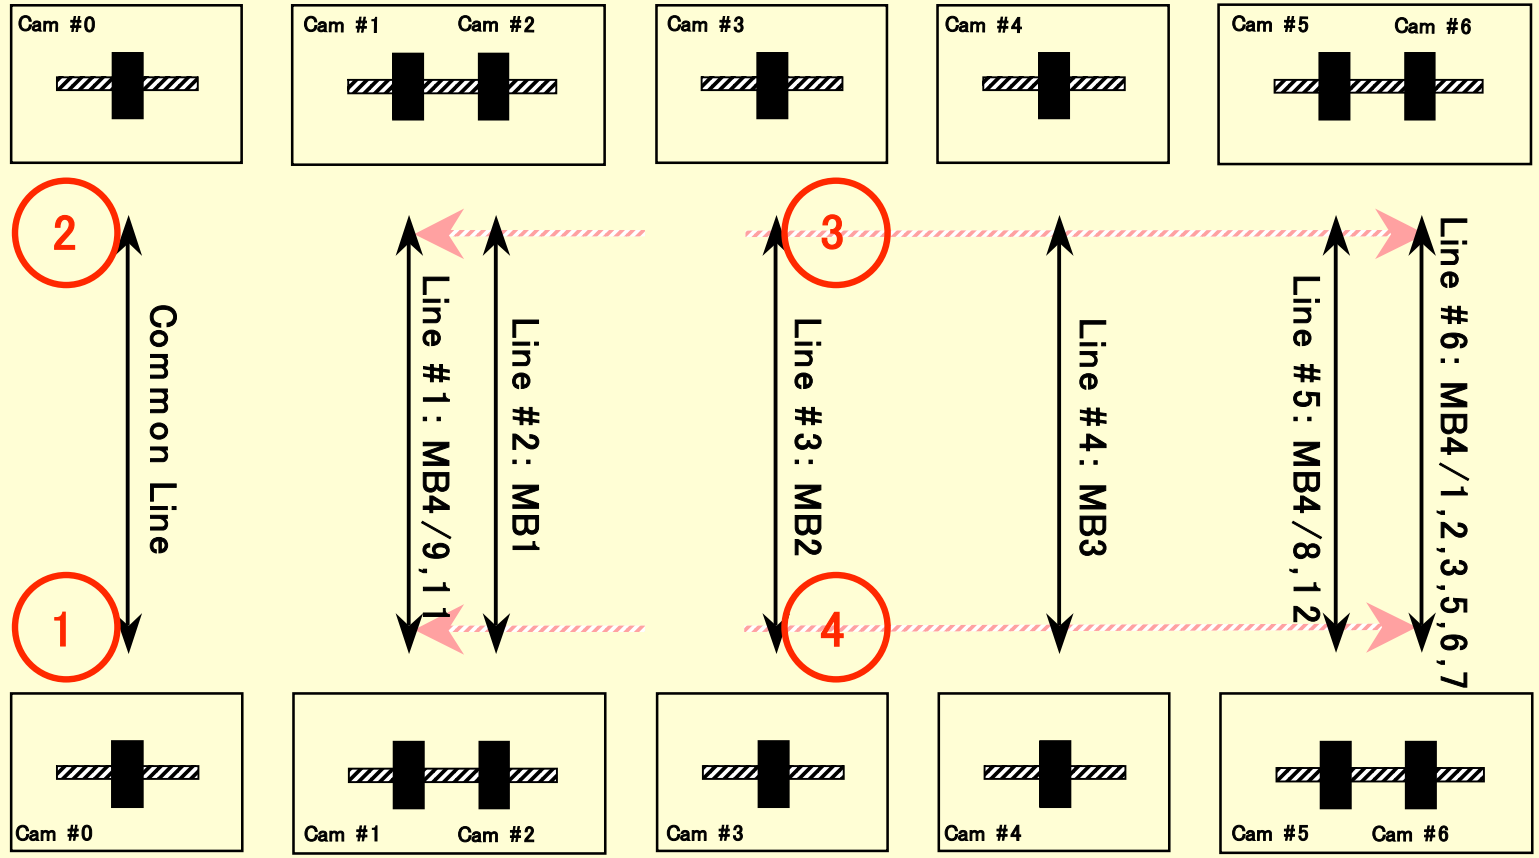 Cam #0
Cam #1
Cam #2
Cam #3
Cam #4
Cam #5
Cam #6
2
3
Common Line
Line #1: MB4/9,11
Line #2: MB1
Line #3: MB2
Line #4: MB3
Line #5: MB4/8,12
Line #6: MB4/1,2,3,5,6,7
1
4
Cam #0
Cam #1
Cam #2
Cam #3
Cam #4
Cam #5
Cam #6